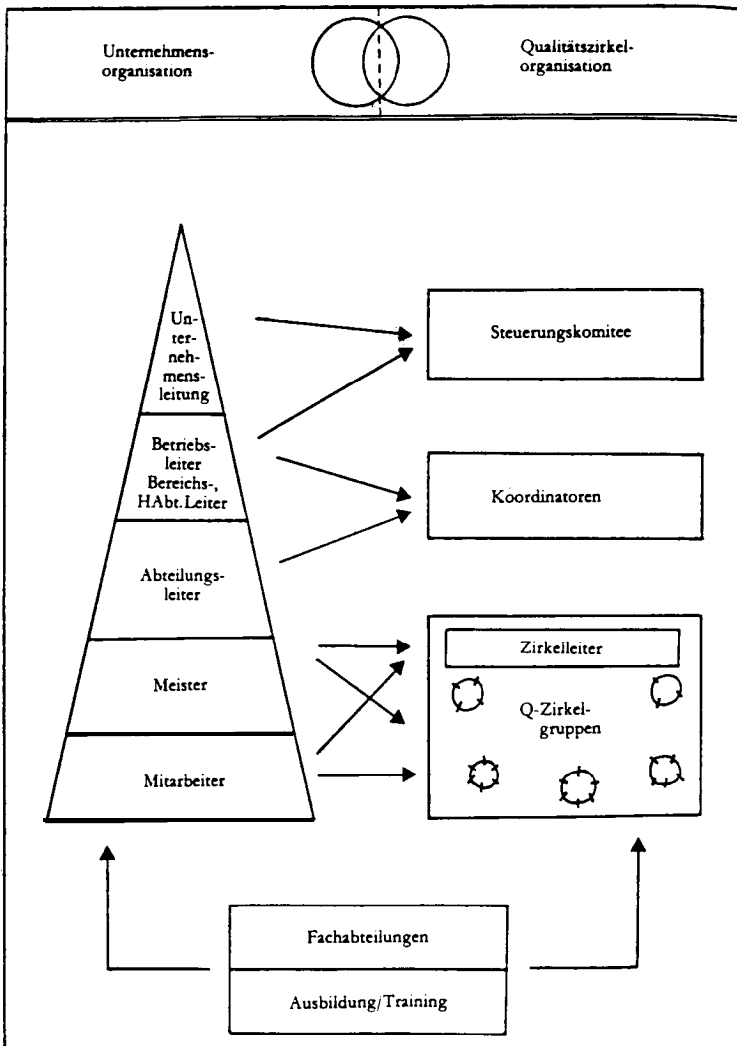 Unternehmens-
organisation
Qualitätszirkel-
organisation
Un-
ter-
neh-
mens-
leitung
Betriebs-
leiter
Bereichs-,
HAbt.Leiter
Abteilungs-
leiter
Meister
Mitarbeiter
Steuerungskomitee
Koordinatoren
Zirkelleiter
Q-Zirkel-
gruppen
Fachabteilungen
Ausbildung/Training